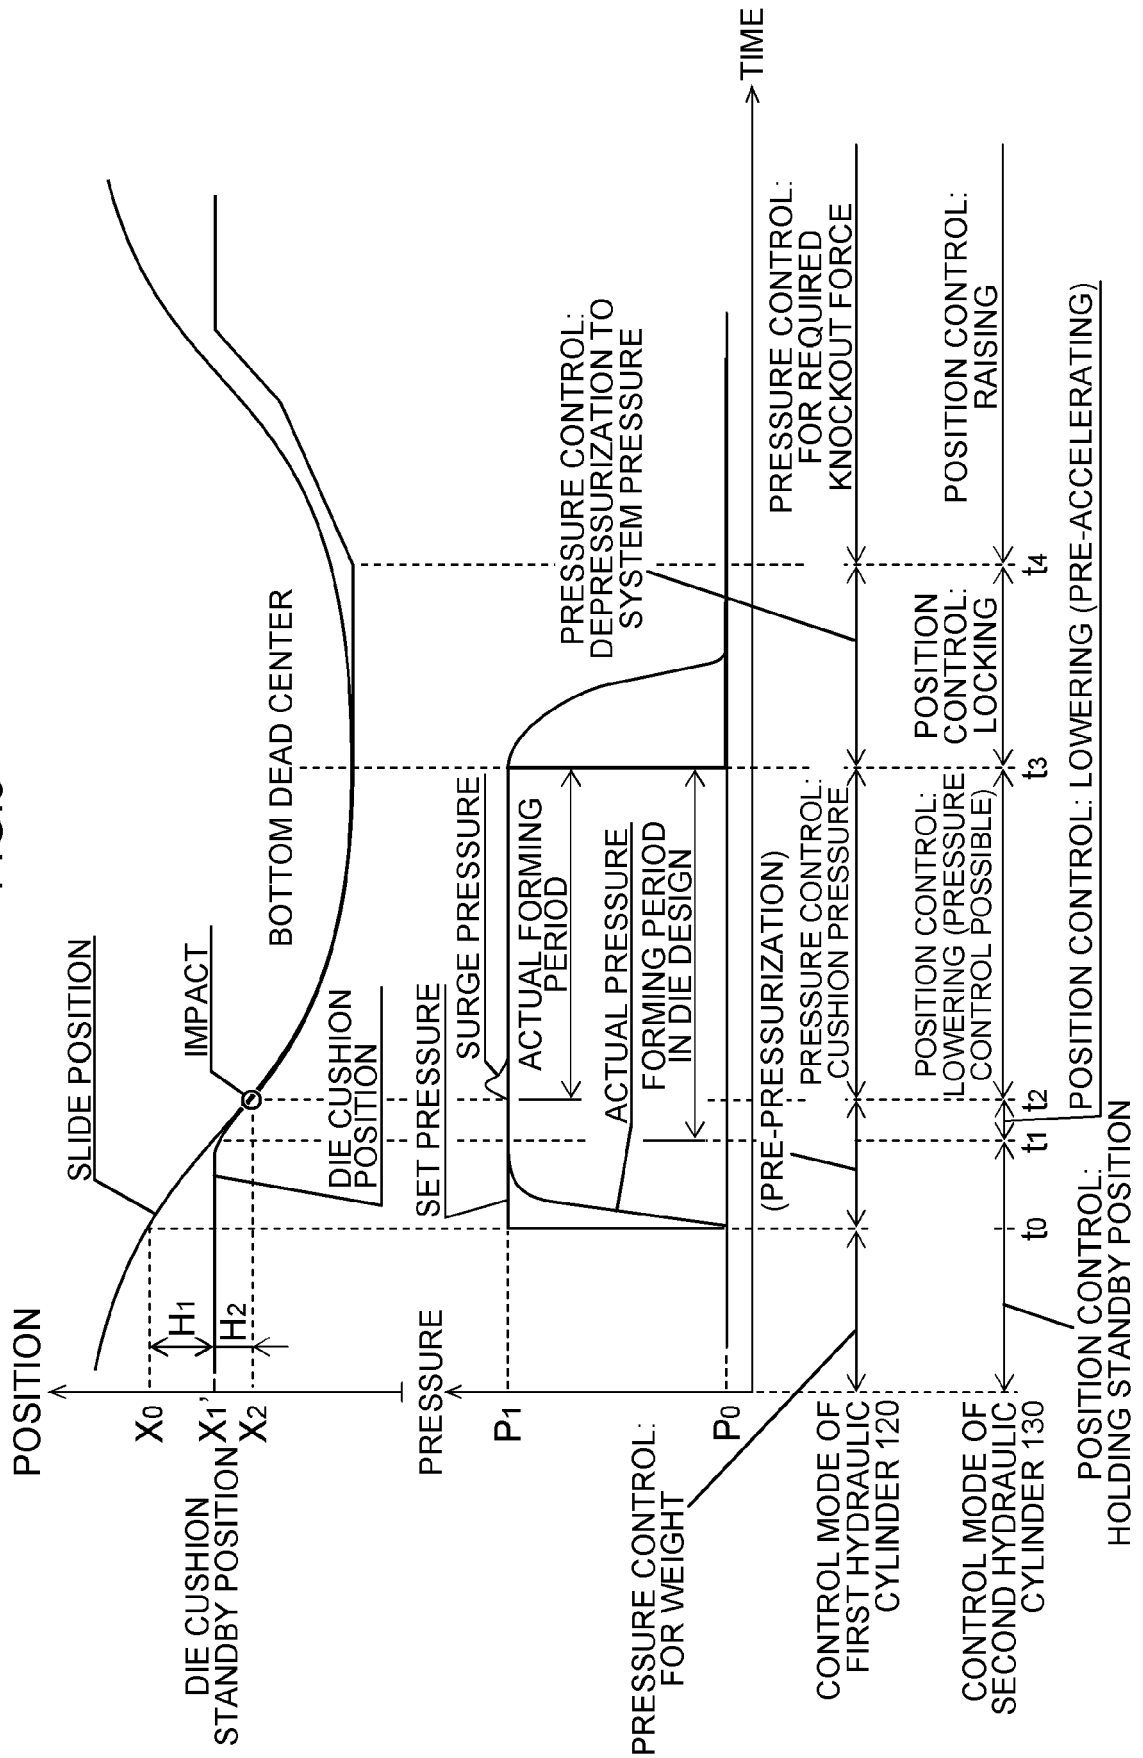 POSITION
X0
X1'
X2
DIE CUSHION
STANDBY POSITION
H1
H2
SLIDE POSITION
IMPACT
DIE CUSHION
POSITION
BOTTOM DEAD CENTER
PRESSURE
P1
P0
SET PRESSURE
SURGE PRESSURE
ACTUAL FORMING
PERIOD
ACTUAL PRESSURE
FORMING PERIOD
IN DIE DESIGN
PRESSURE CONTROL:
DEPRESSURIZATION TO
SYSTEM PRESSURE
TIME
PRESSURE CONTROL:
FOR WEIGHT
(PRE-PRESSURIZATION)
PRESSURE CONTROL:
CUSHION PRESSURE
PRESSURE CONTROL:
FOR REQUIRED
KNOCKOUT FORCE
CONTROL MODE OF
FIRST HYDRAULIC
CYLINDER 120
POSITION CONTROL:
LOWERING (PRESSURE
CONTROL POSSIBLE)
POSITION
CONTROL:
LOCKING
POSITION CONTROL:
RAISING
CONTROL MODE OF
SECOND HYDRAULIC
CYLINDER 130
t0
t1
t2
t3
t4
POSITION CONTROL:
HOLDING STANDBY POSITION
POSITION CONTROL: LOWERING (PRE-ACCELERATING)